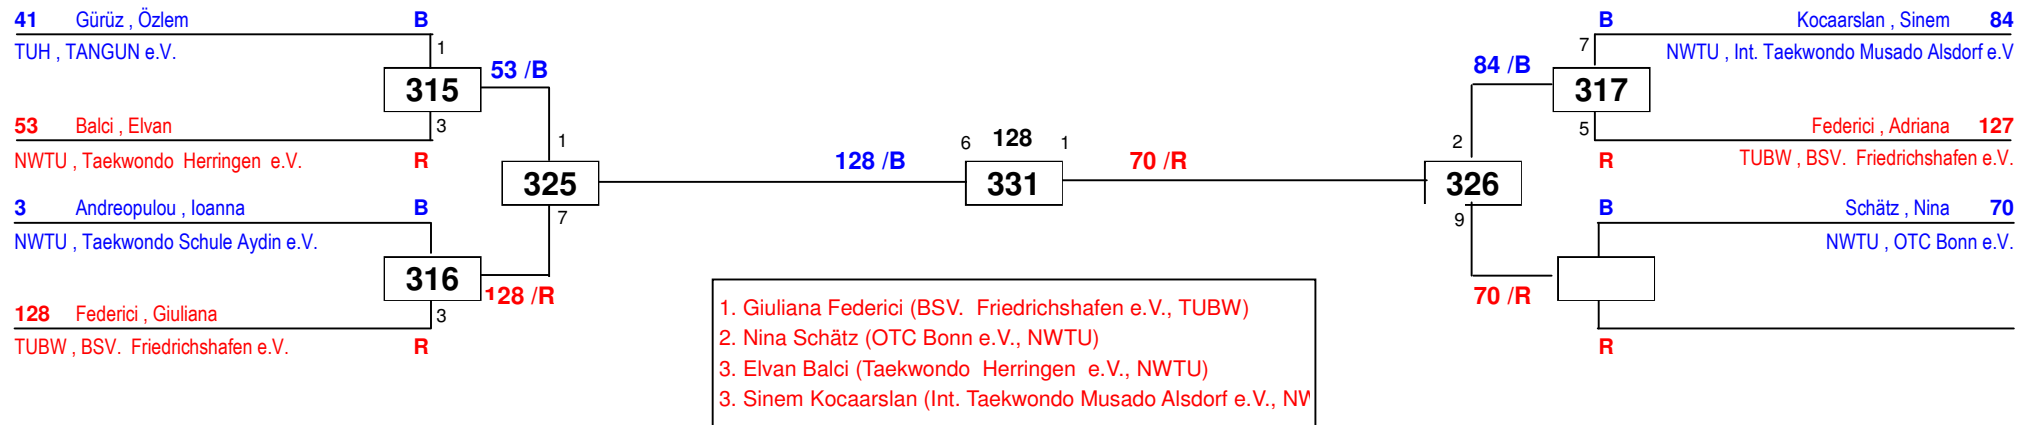 41 Gürüz , Özlem B
TUH , TANGUN e.V.
1
315
53 /B
3
53 Balci , Elvan
NWTU , Taekwondo Herringen e.V. R
1
325
7
3 Andreopulou , Ioanna B
NWTU , Taekwondo Schule Aydin e.V.
316
128 /R
3
128 Federici , Giuliana
TUBW , BSV. Friedrichshafen e.V. R
128 /B
6 128 1
331
70 /R
B Kocaarslan , Sinem 84
7
NWTU , Int. Taekwondo Musado Alsdorf e.V
84 /B
317
5
Federici , Adriana 127
R TUBW , BSV. Friedrichshafen e.V.
2
326
9
B Schätz , Nina 70
NWTU , OTC Bonn e.V.
70 /R
R
1. Giuliana Federici (BSV. Friedrichshafen e.V., TUBW)
2. Nina Schätz (OTC Bonn e.V., NWTU)
3. Elvan Balci (Taekwondo Herringen e.V., NWTU)
3. Sinem Kocaarslan (Int. Taekwondo Musado Alsdorf e.V., NW